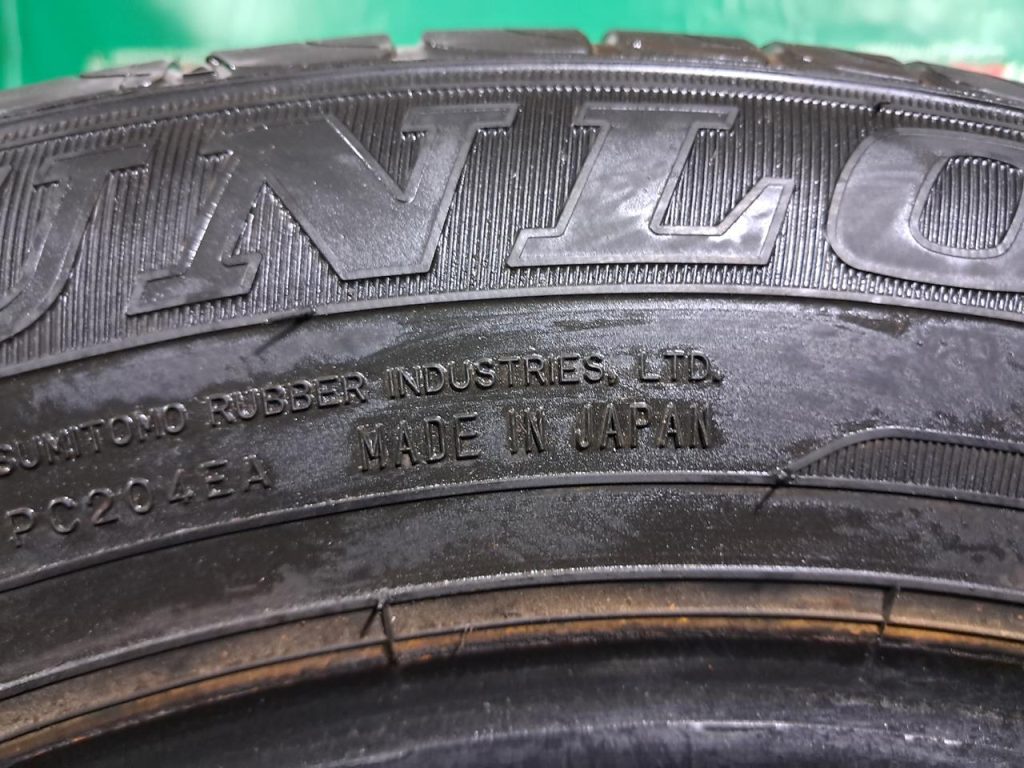 UNLO
SUMITOMO RUBBER INDUSTRIES, LTD.
PC204EA MADE IN JAPAN